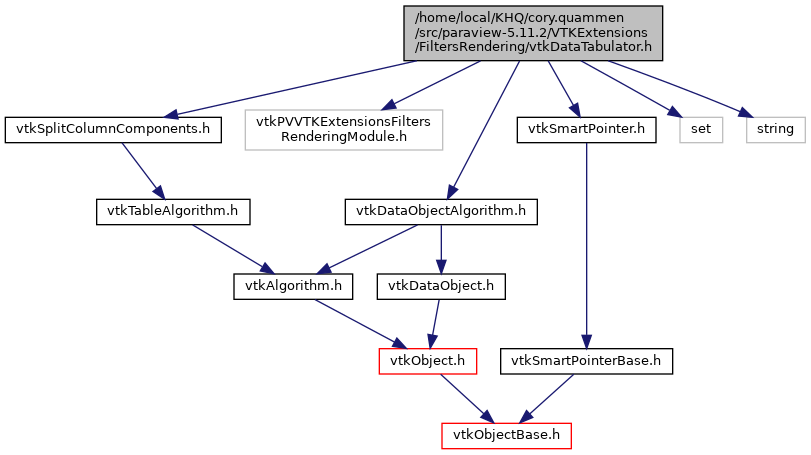 /home/local/KHQ/cory.quammen
/src/paraview-5.11.2/VTKExtensions
/FiltersRendering/vtkDataTabulator.h
vtkSplitColumnComponents.h
vtkPVVTKExtensionsFilters
RenderingModule.h
vtkSmartPointer.h
set
string
vtkTableAlgorithm.h
vtkDataObjectAlgorithm.h
vtkAlgorithm.h
vtkDataObject.h
vtkObject.h
vtkSmartPointerBase.h
vtkObjectBase.h